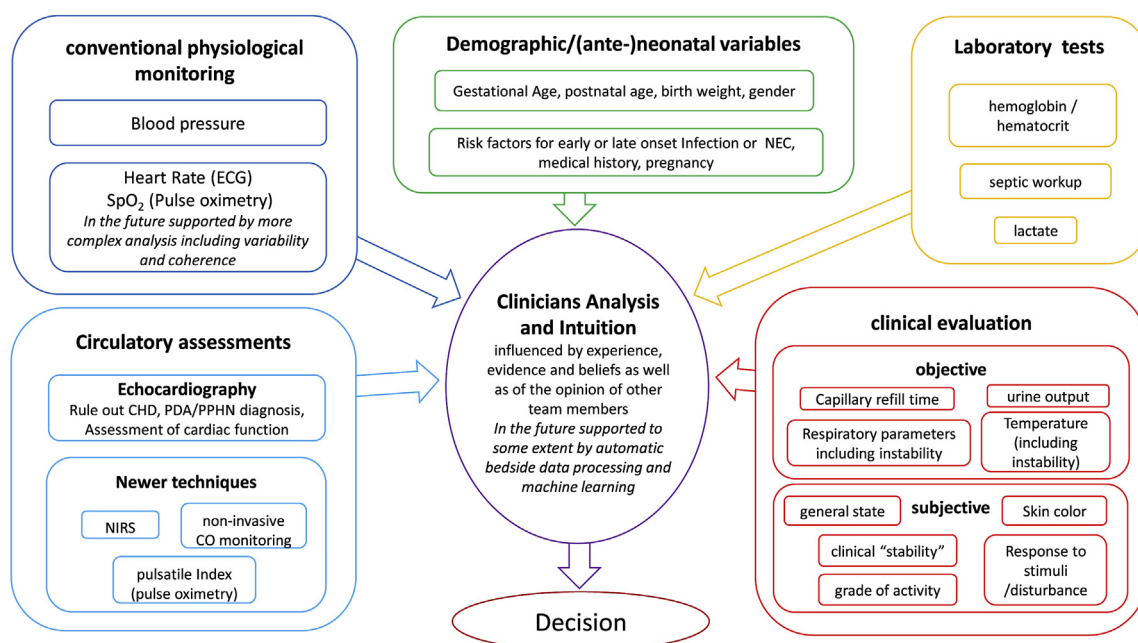 conventional physiological
monitoring
Blood pressure
Heart Rate (ECG)
SpO₂ (Pulse oximetry)
In the future supported by more
complex analysis including variability
and coherence
Demographic/(ante-)neonatal variables
Gestational Age, postnatal age, birth weight, gender
Risk factors for early or late onset Infection or NEC,
medical history, pregnancy
Laboratory tests
hemoglobin /
hematocrit
septic workup
lactate
Circulatory assessments
Echocardiography
Rule out CHD, PDA/PPHN diagnosis,
Assessment of cardiac function
Newer techniques
NIRS
non-invasive
CO monitoring
pulsatile Index
(pulse oximetry)
Clinicians Analysis
and Intuition
influenced by experience,
evidence and beliefs as well
as of the opinion of other
team members
In the future supported to
some extent by automatic
bedside data processing and
machine learning
clinical evaluation
objective
Capillary refill time
urine output
Respiratory parameters
including instability
Temperature
(including
instability)
subjective
general state
Skin color
clinical “stability”
grade of activity
Response to
stimuli
/disturbance
Decision